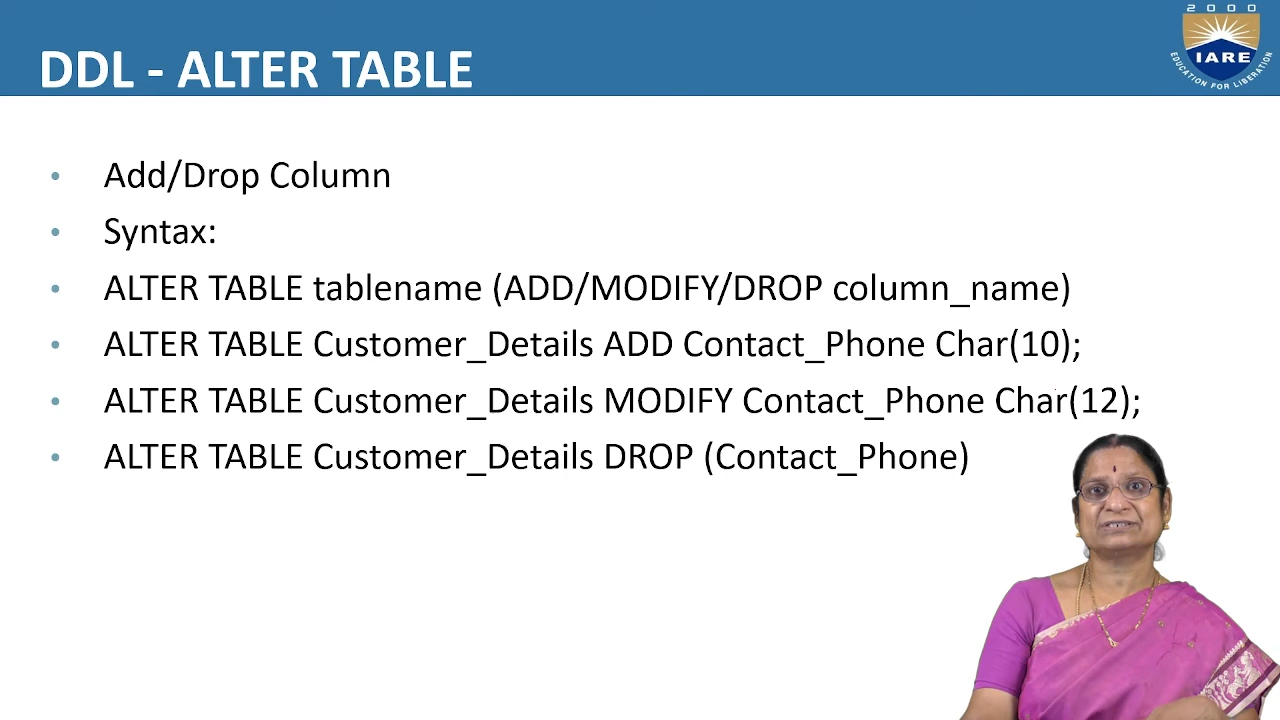 DDL - ALTER TABLE
2000
IARE
EDUCATION FOR LIBERATION
• Add/Drop Column
• Syntax:
• ALTER TABLE tablename (ADD/MODIFY/DROP column_name)
• ALTER TABLE Customer_Details ADD Contact_Phone Char(10);
• ALTER TABLE Customer_Details MODIFY Contact_Phone Char(12);
• ALTER TABLE Customer_Details DROP (Contact_Phone)